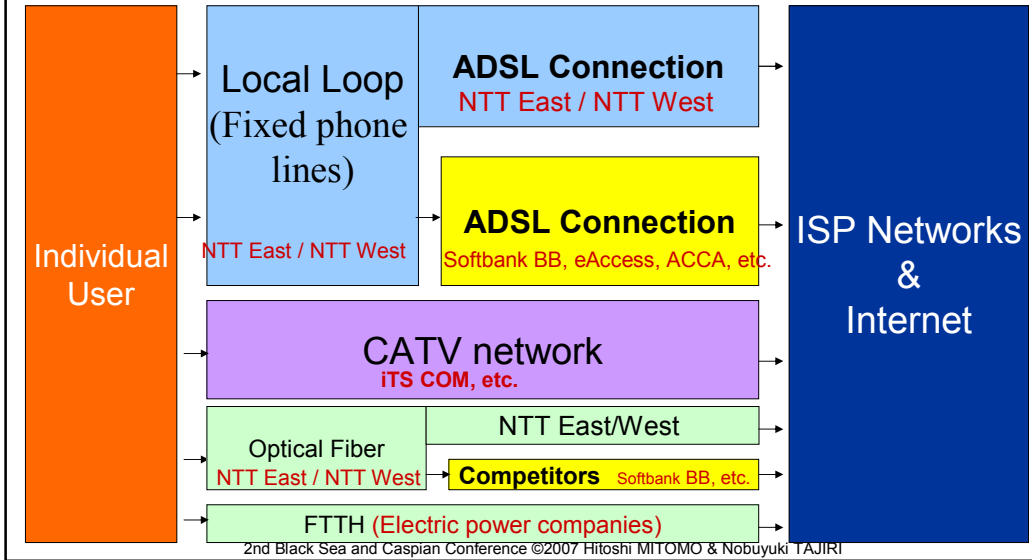 Individual
User
Local Loop
(Fixed phone
lines)
NTT East / NTT West
ADSL Connection
NTT East / NTT West
ADSL Connection
Softbank BB, eAccess, ACCA, etc.
CATV network
iTS COM, etc.
Optical Fiber
NTT East / NTT West
NTT East/West
Competitors Softbank BB, etc.
FTTH (Electric power companies)
ISP Networks
&
Internet
2nd Black Sea and Caspian Conference ©2007 Hitoshi MITOMO & Nobuyuki TAJIRI